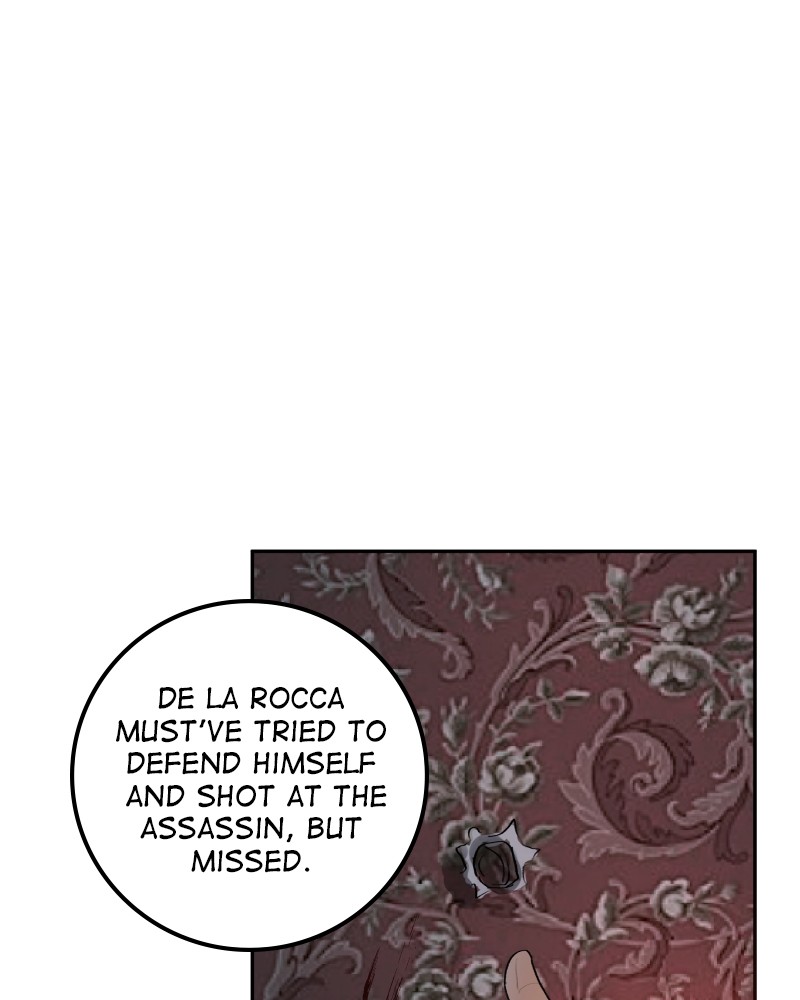 DE LA ROCCA
MUST'VE TRIED TO
DEFEND HIMSELF
AND SHOT AT THE
ASSASSIN, BUT
MISSED.